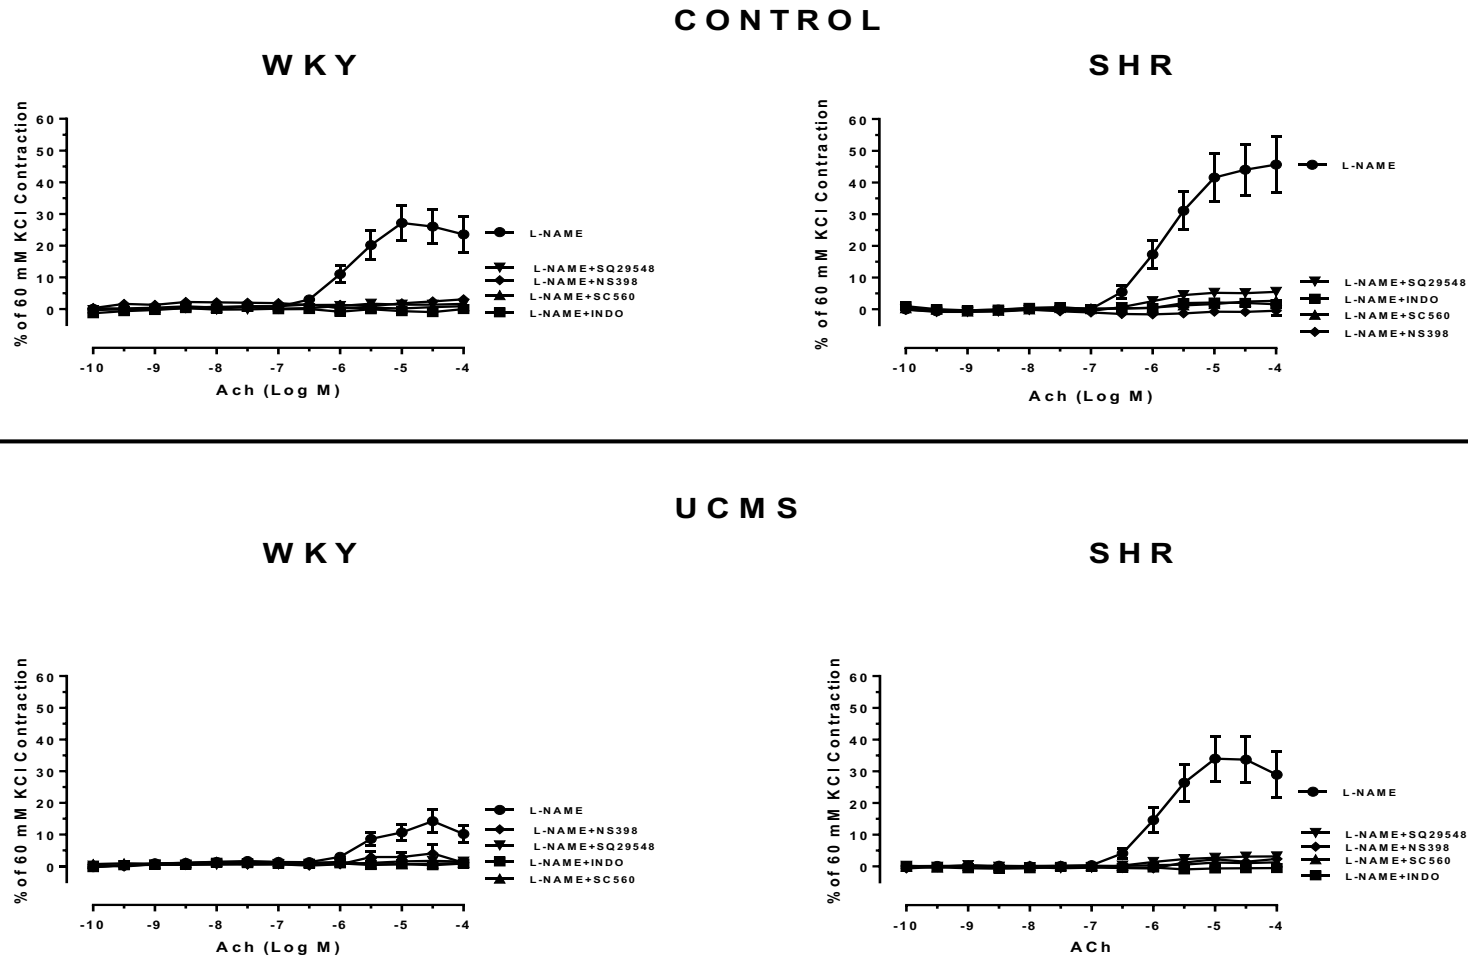 CONTROL
WKY
SHR
% of 60 mM KCl Contraction
60
50
40
30
20
10
0
-10
-9
-8
-7
-6
-5
-4
Ach (Log M)
L-NAME
L-NAME+SQ29548
L-NAME+NS398
L-NAME+SC560
L-NAME+INDO
% of 60 mM KCl Contraction
60
50
40
30
20
10
0
-10
-9
-8
-7
-6
-5
-4
Ach (Log M)
L-NAME
L-NAME+SQ29548
L-NAME+INDO
L-NAME+SC560
L-NAME+NS398
UCMS
WKY
SHR
% of 60 mM KCl Contraction
60
50
40
30
20
10
0
-10
-9
-8
-7
-6
-5
-4
Ach (Log M)
L-NAME
L-NAME+NS398
L-NAME+SQ29548
L-NAME+INDO
L-NAME+SC560
% of 60 mM KCl Contraction
60
50
40
30
20
10
0
-10
-9
-8
-7
-6
-5
-4
ACh
L-NAME
L-NAME+SQ29548
L-NAME+NS398
L-NAME+SC560
L-NAME+INDO